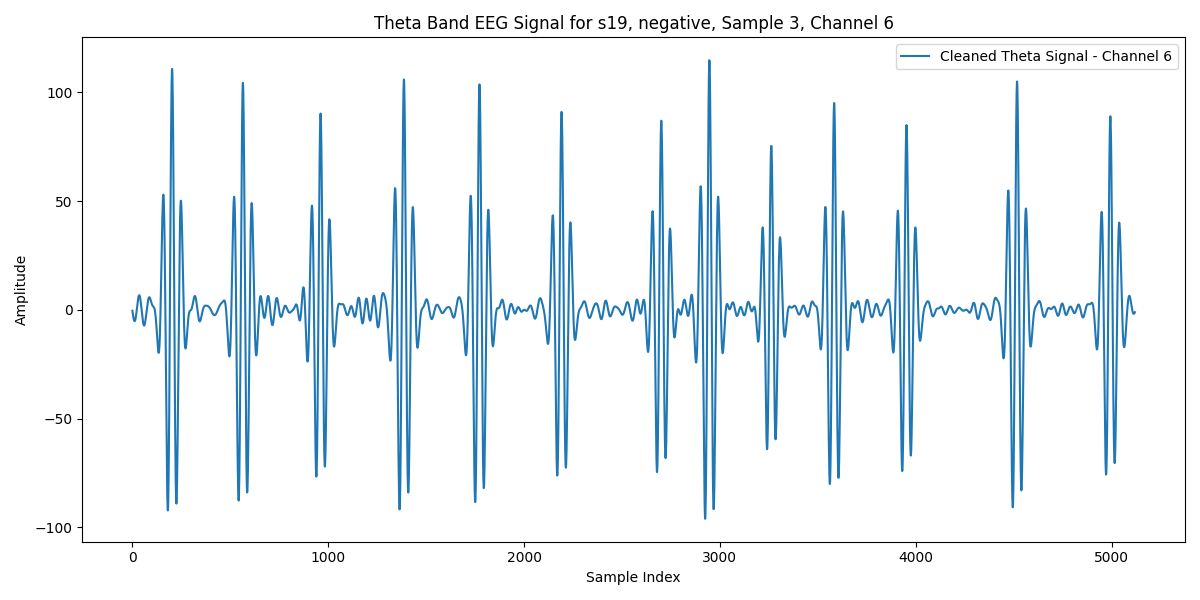 Theta Band EEG Signal for s19, negative, Sample 3, Channel 6
Cleaned Theta Signal - Channel 6
Amplitude
100
50
0
−50
−100
0 1000 2000 3000 4000 5000
Sample Index